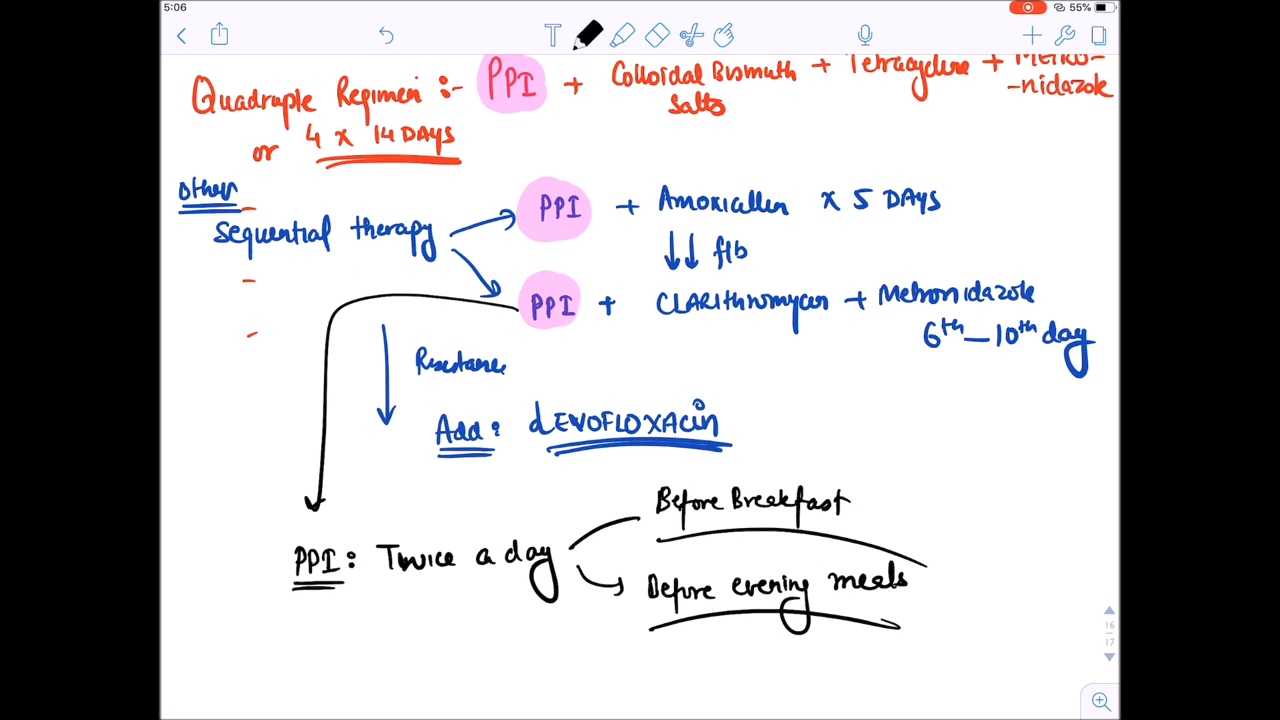 5:06
55%
T
Quadruple Regimen :- PPI + Colloidal Bismuth salts + Tetracycline + Metro-
-nidazole
or 4 x 14 DAYS
Others
Sequential therapy
PPI + Amoxicillin x 5 DAYS
f/b
PPI + CLARithromycin + Metronidazole
6th – 10th day
Resistance
Add: LEVOFLOXACin
PPI: Twice a day
Before Breakfast
Before evening meals
16
17